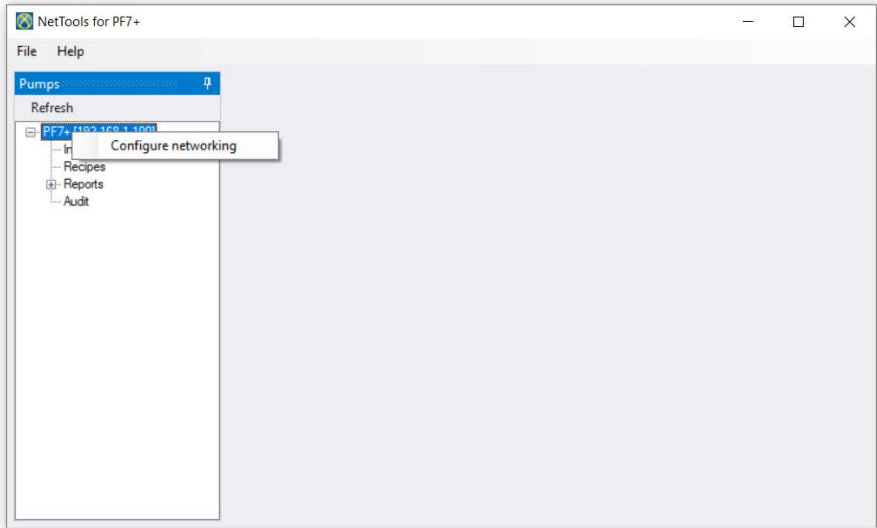 NetTools for PF7+
File Help
Pumps
Refresh
PF7+ [192.168.1.100]
Configure networking
Recipes
Reports
Audit